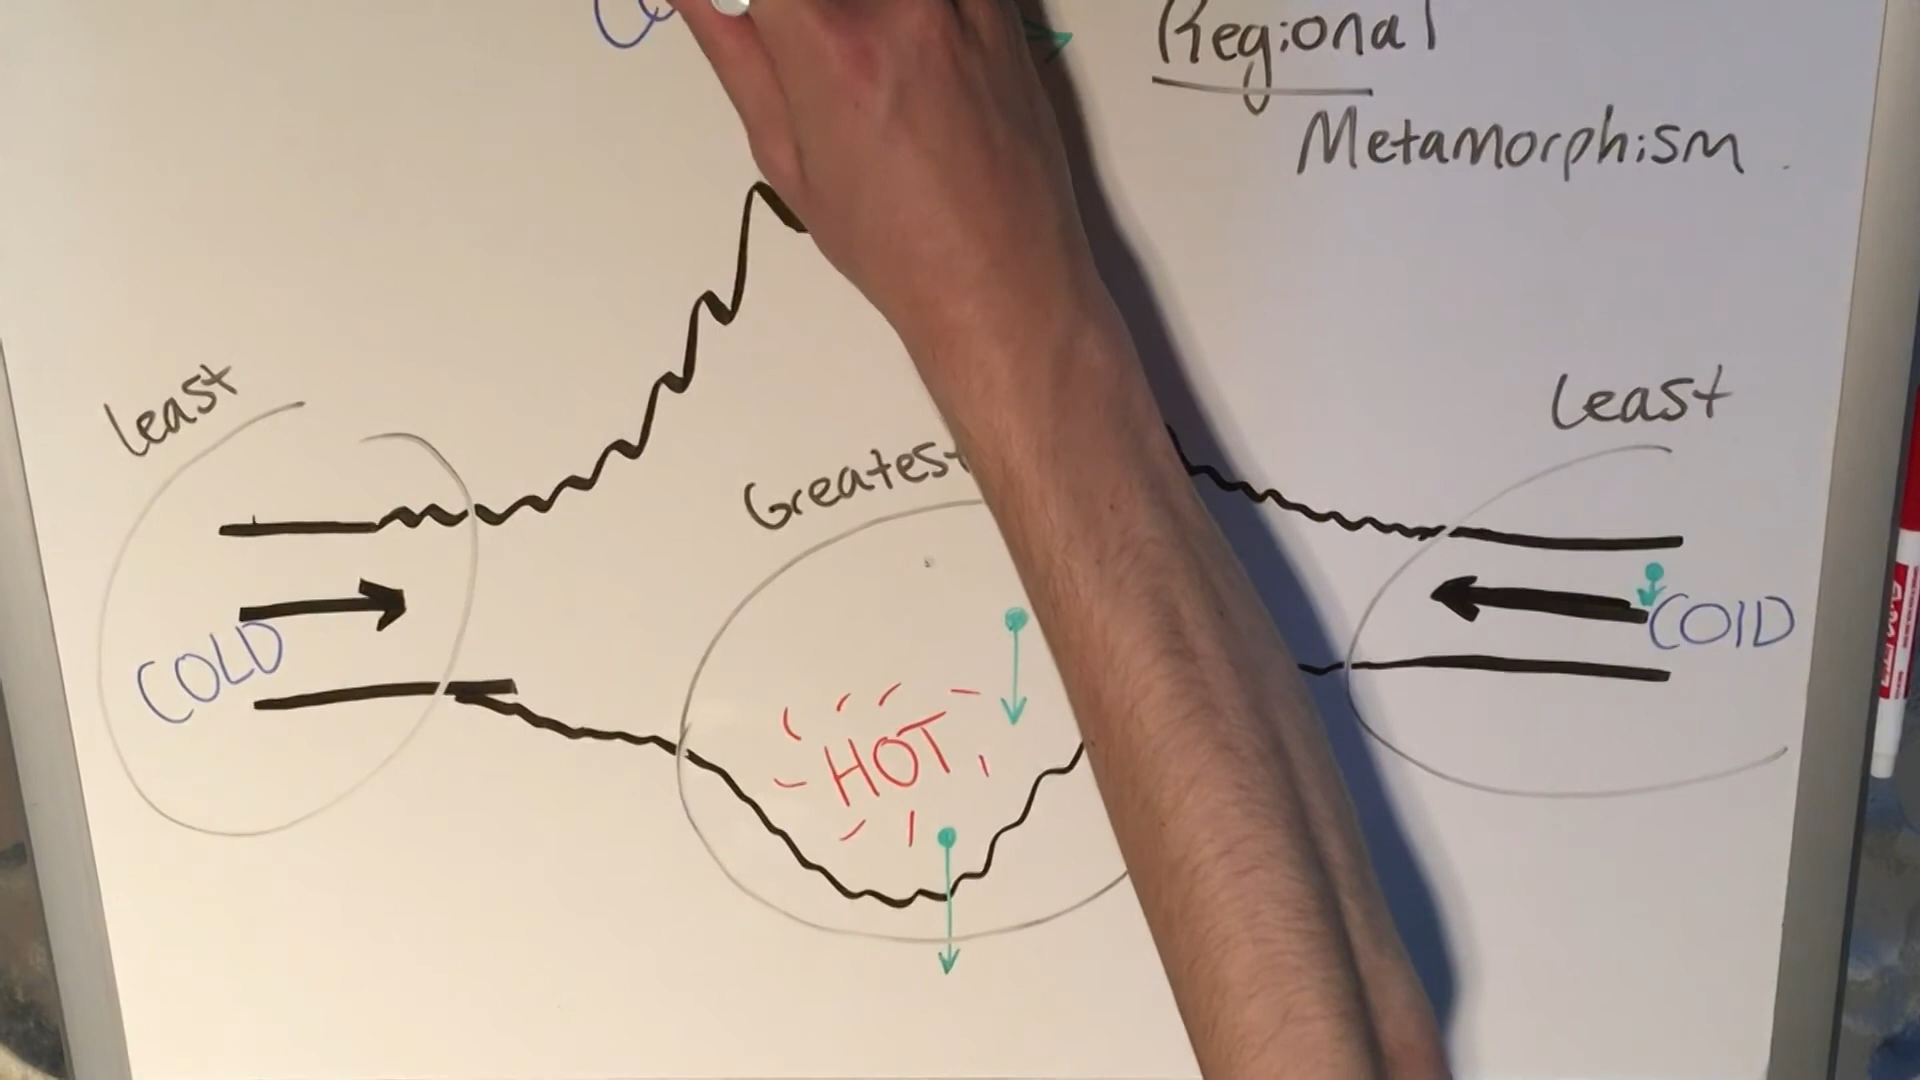 Regional
Metamorphism
Least
Least
Greatest
COLD
COlD
HOT